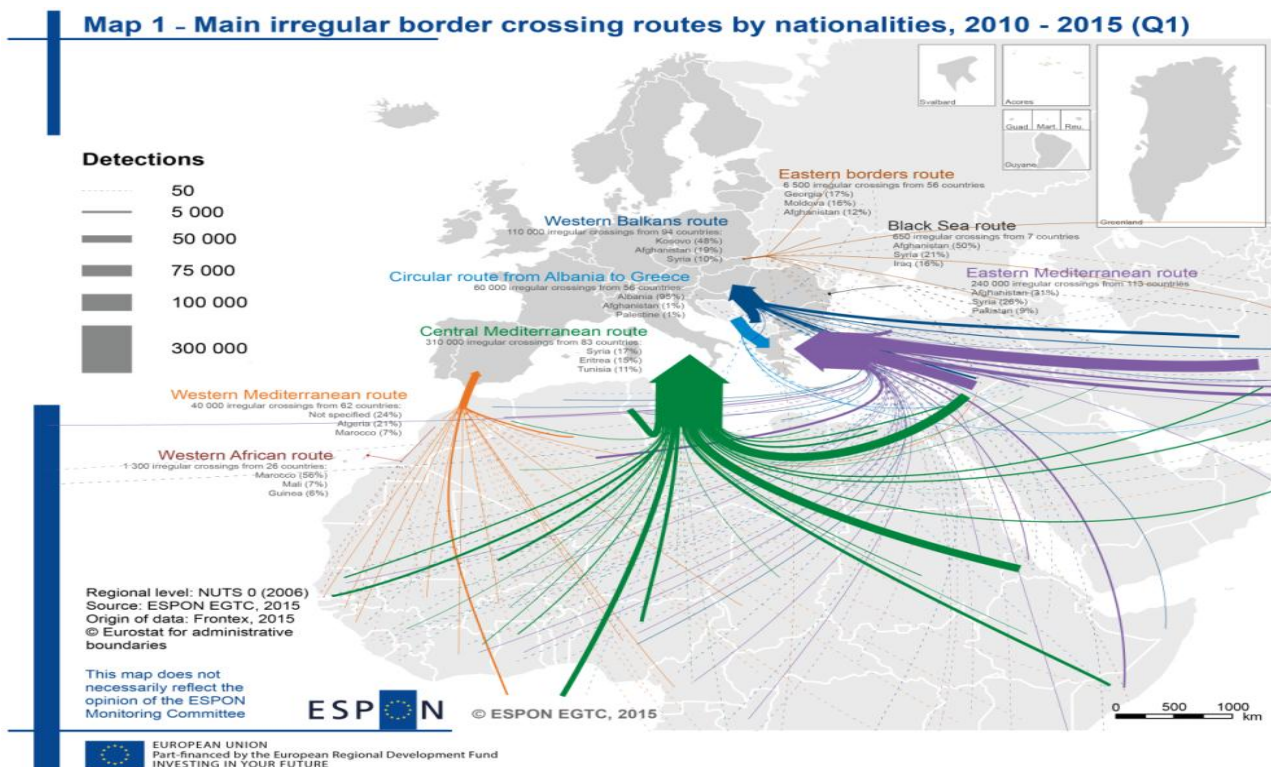 Map 1 - Main irregular border crossing routes by nationalities, 2010 - 2015 (Q1)
Svalbard
Acores
Guad.
Mart.
Reu.
Guyane
Greenland
Detections
50
5 000
50 000
75 000
100 000
300 000
Eastern borders route
6 500 irregular crossings from 56 countries
Georgia (17%)
Moldova (16%)
Afghanistan (12%)
Western Balkans route
110 000 irregular crossings from 94 countries:
Kosovo (48%)
Afghanistan (19%)
Syria (10%)
Black Sea route
650 irregular crossings from 7 countries
Afghanistan (50%)
Syria (21%)
Iraq (16%)
Circular route from Albania to Greece
60 000 irregular crossings from 56 countries:
Albania (95%)
Afghanistan (1%)
Palestine (1%)
Eastern Mediterranean route
240 000 irregular crossings from 113 countries
Afghanistan (31%)
Syria (26%)
Pakistan (9%)
Central Mediterranean route
310 000 irregular crossings from 83 countries:
Syria (17%)
Eritrea (15%)
Tunisia (11%)
Western Mediterranean route
40 000 irregular crossings from 62 countries:
Not specified (24%)
Algeria (21%)
Marocco (7%)
Western African route
1 300 irregular crossings from 26 countries:
Marocco (56%)
Mali (7%)
Guinea (6%)
Regional level: NUTS 0 (2006)
Source: ESPON EGTC, 2015
Origin of data: Frontex, 2015
© Eurostat for administrative
boundaries
This map does not
necessarily reflect the
opinion of the ESPON
Monitoring Committee
ESPON
© ESPON EGTC, 2015
0 500 1000
km
EUROPEAN UNION
Part-financed by the European Regional Development Fund
INVESTING IN YOUR FUTURE